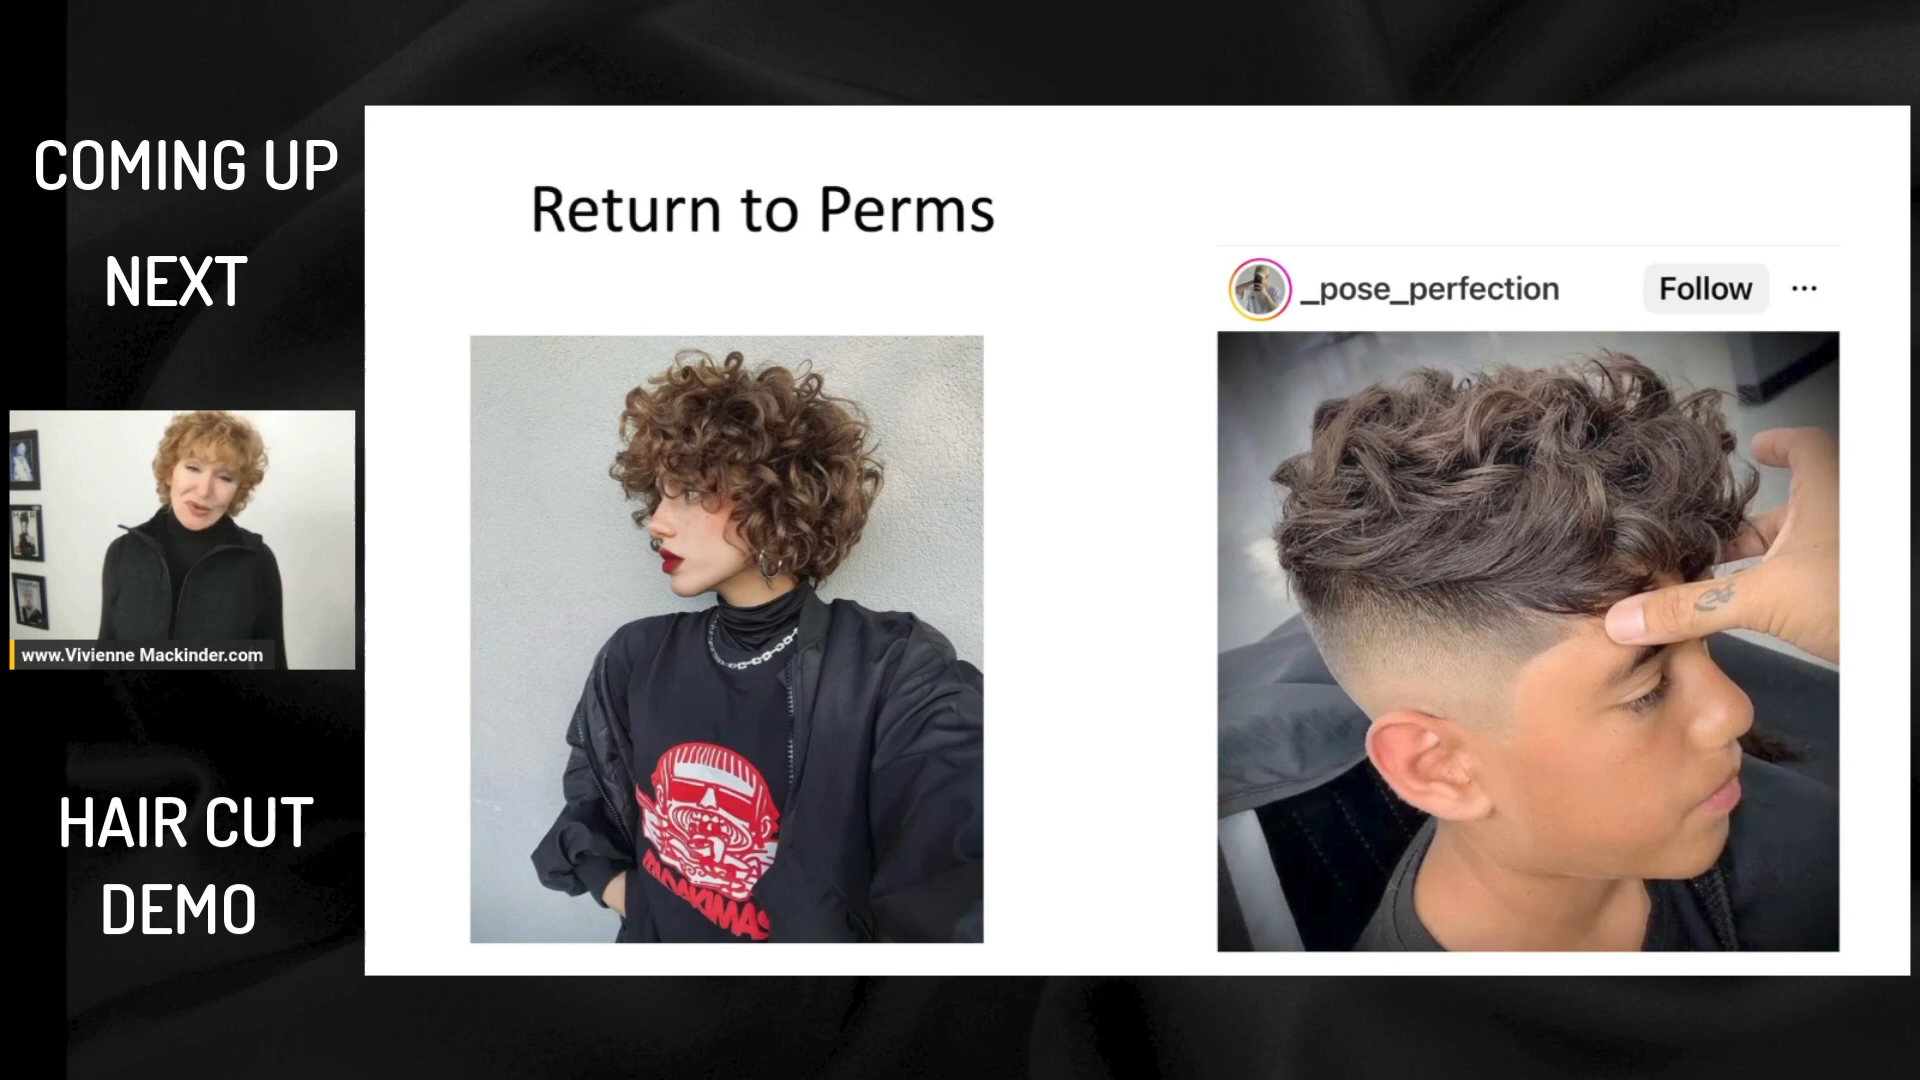 COMING UP
NEXT
www.Vivienne Mackinder.com
HAIR CUT
DEMO
Return to Perms
_pose_perfection
Follow